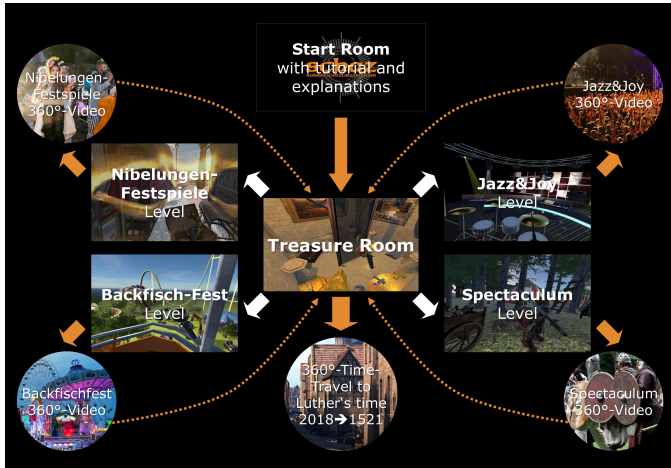 Start Room
with tutorial and
explanations
Nibelungen-
Festspiele
360°-Video
Jazz&Joy
360°-Video
Nibelungen-
Festspiele
Level
Jazz&Joy
Level
Treasure Room
Backfisch-Fest
Level
Spectaculum
Level
Backfischfest
360°-Video
360°-Time-
Travel to
Luther‘s time
2018➔1521
Spectaculum
360°-Video